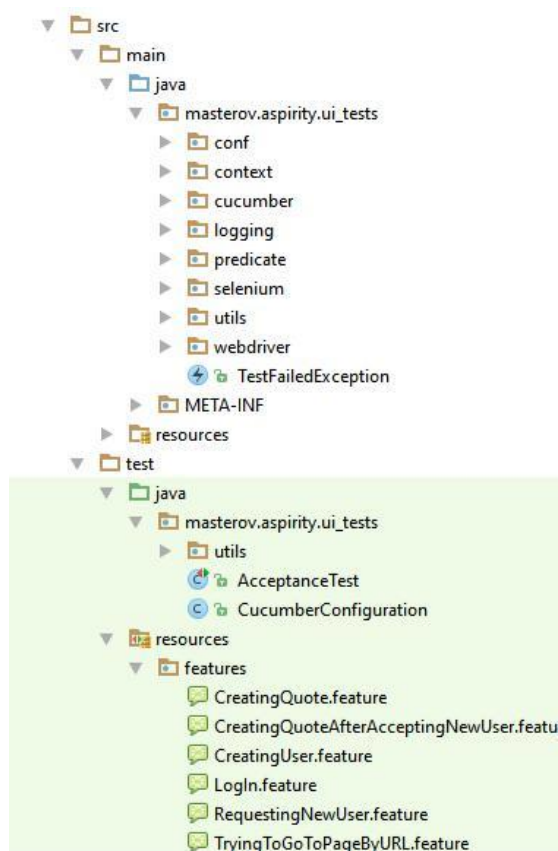 src
main
java
masterov.aspirity.ui_tests
conf
context
cucumber
logging
predicate
selenium
utils
webdriver
TestFailedException
META-INF
resources
test
java
masterov.aspirity.ui_tests
utils
AcceptanceTest
CucumberConfiguration
resources
features
CreatingQuote.feature
CreatingQuoteAfterAcceptingNewUser.featu
CreatingUser.feature
LogIn.feature
RequestingNewUser.feature
TryingToGoToPageByURL.feature